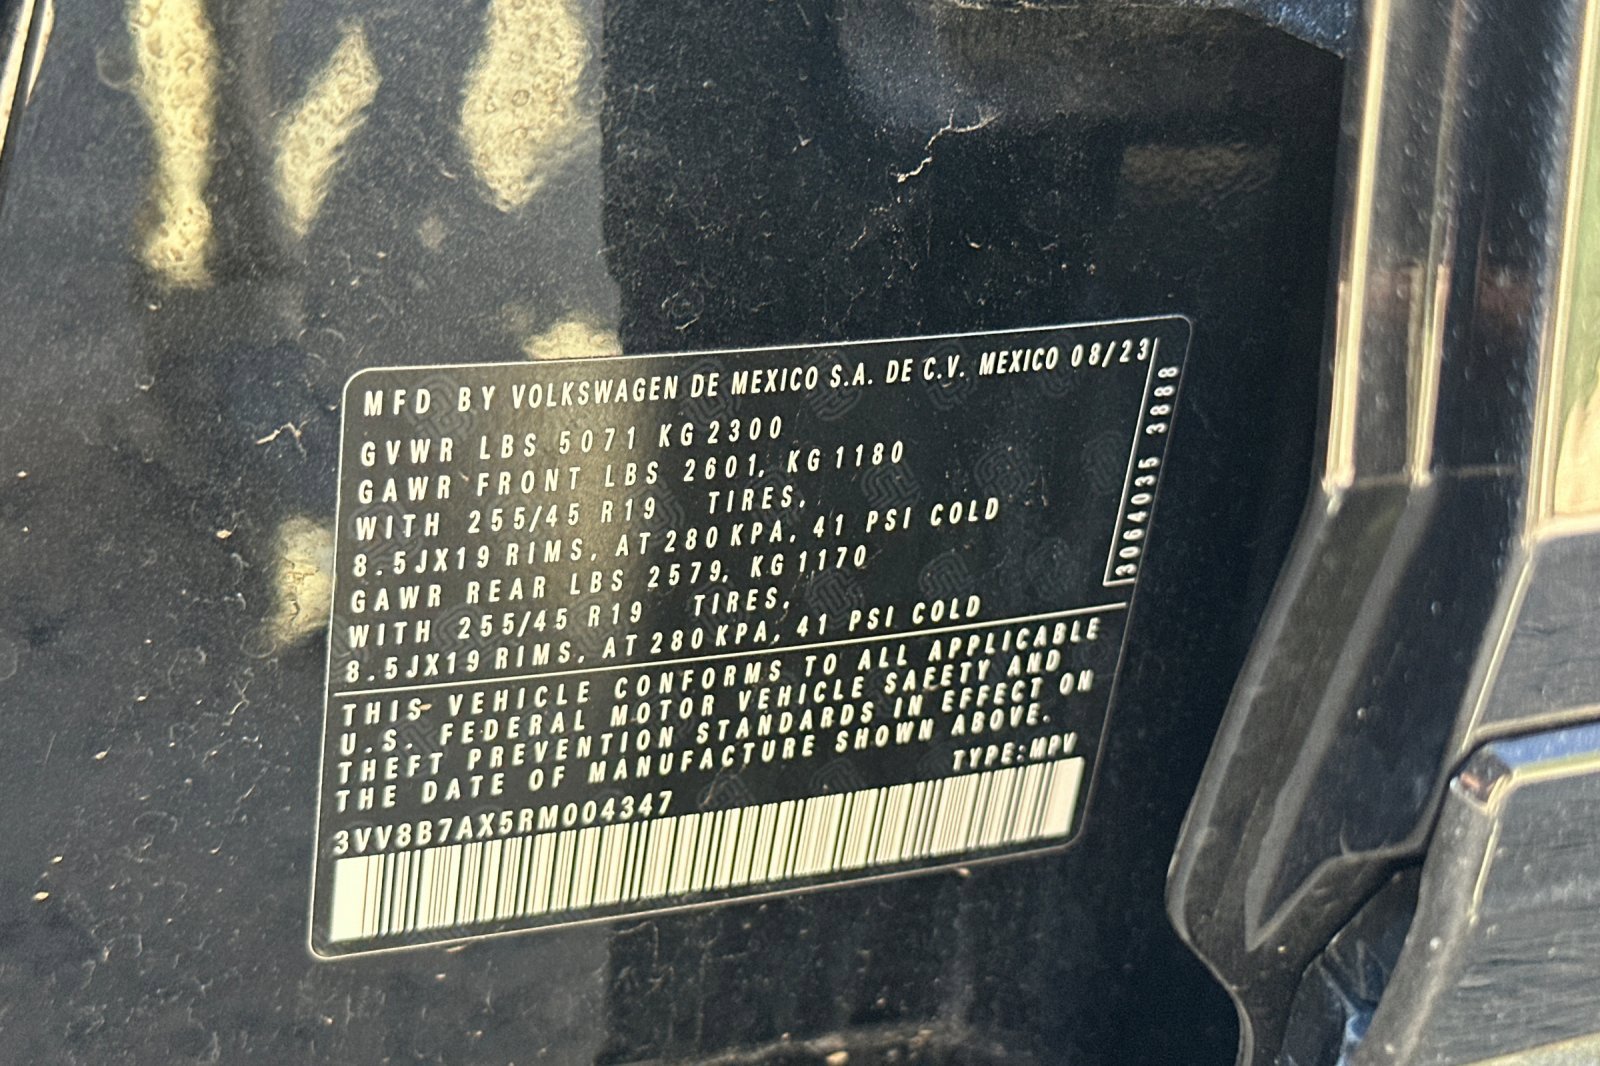 MFD BY VOLKSWAGEN DE MEXICO S.A. DE C.V. MEXICO 08/23
GVWR LBS 5071 KG 2300
GAWR FRONT LBS 2601, KG 1180
WITH 255/45 R19 TIRES,
8.5JX19 RIMS, AT 280 KPA, 41 PSI COLD
GAWR REAR LBS 2579, KG 1170
WITH 255/45 R19 TIRES,
8.5JX19 RIMS, AT 280 KPA, 41 PSI COLD
THIS VEHICLE CONFORMS TO ALL APPLICABLE
U.S. FEDERAL MOTOR VEHICLE SAFETY AND
THEFT PREVENTION STANDARDS IN EFFECT ON
THE DATE OF MANUFACTURE SHOWN ABOVE.
3VV8B7AX5RM004347 TYPE:MPV
3064035 3888